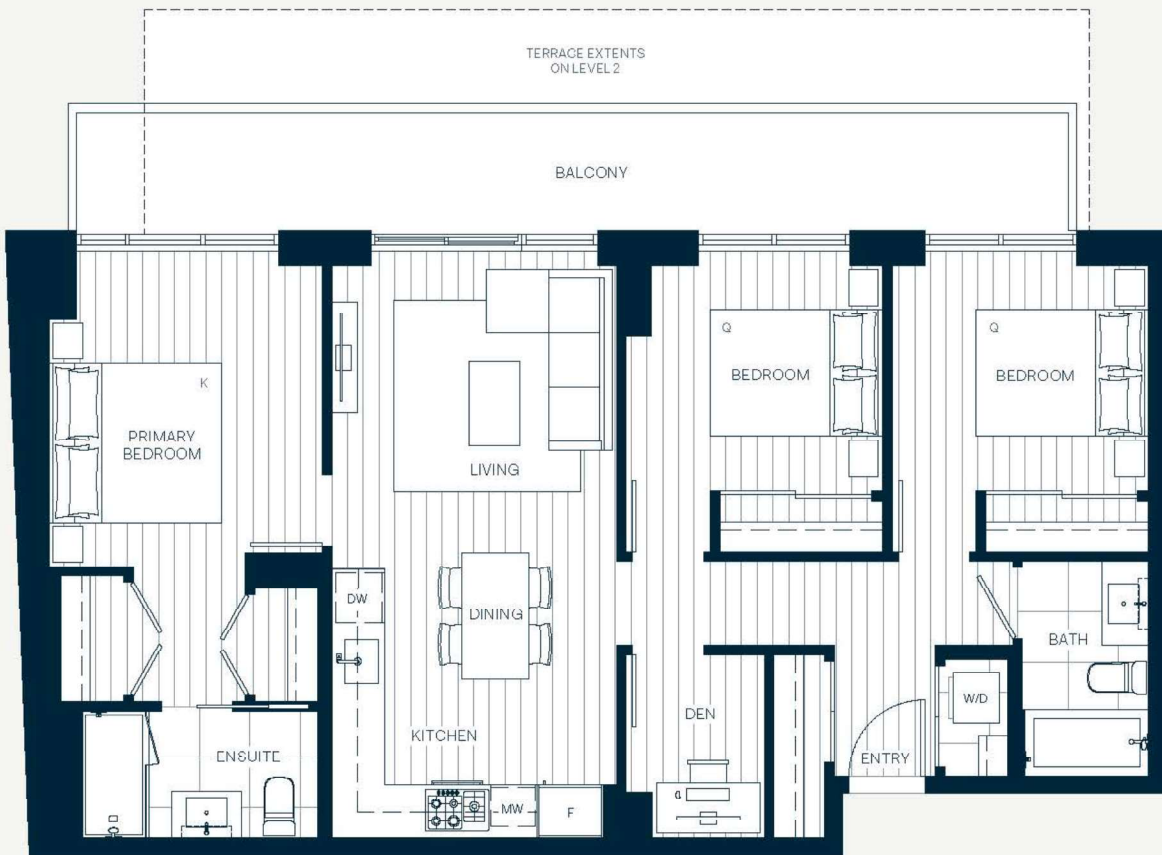 TERRACE EXTENTS
ON LEVEL 2
BALCONY
K
PRIMARY
BEDROOM
LIVING
Q
BEDROOM
Q
BEDROOM
DW
DINING
BATH
W/D
DEN
KITCHEN
ENSUITE
ENTRY
MW
F